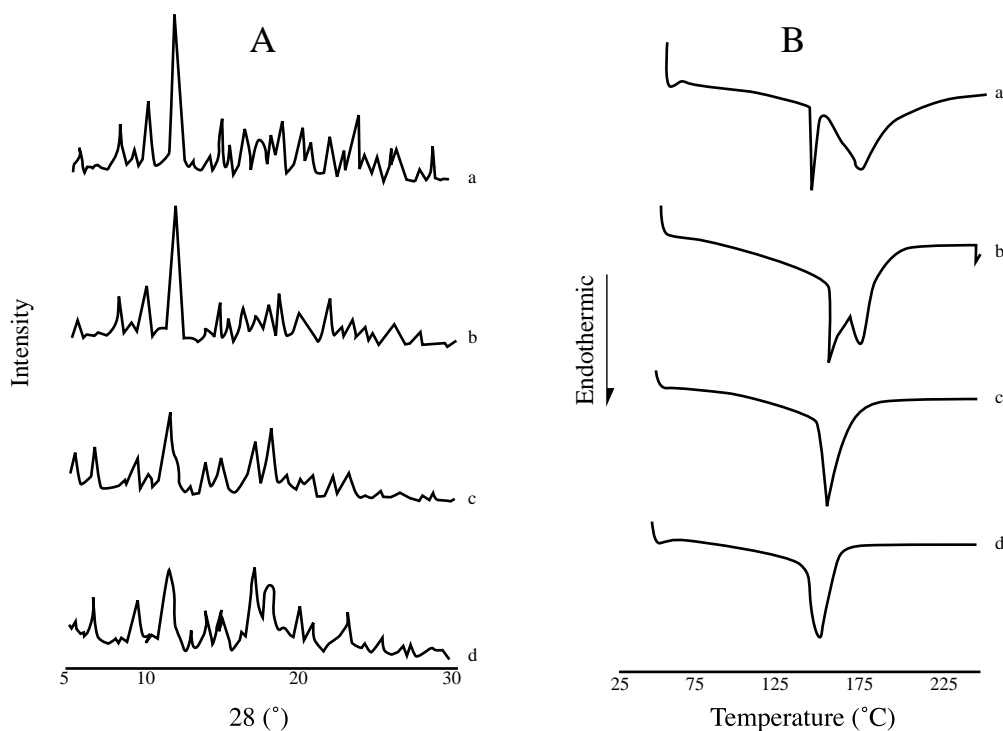 A
B
a
a
b
b
c
c
d
d
Intensity
Endothermic
5 10 20 30
25 75 125 175 225
28 (°)
Temperature (°C)